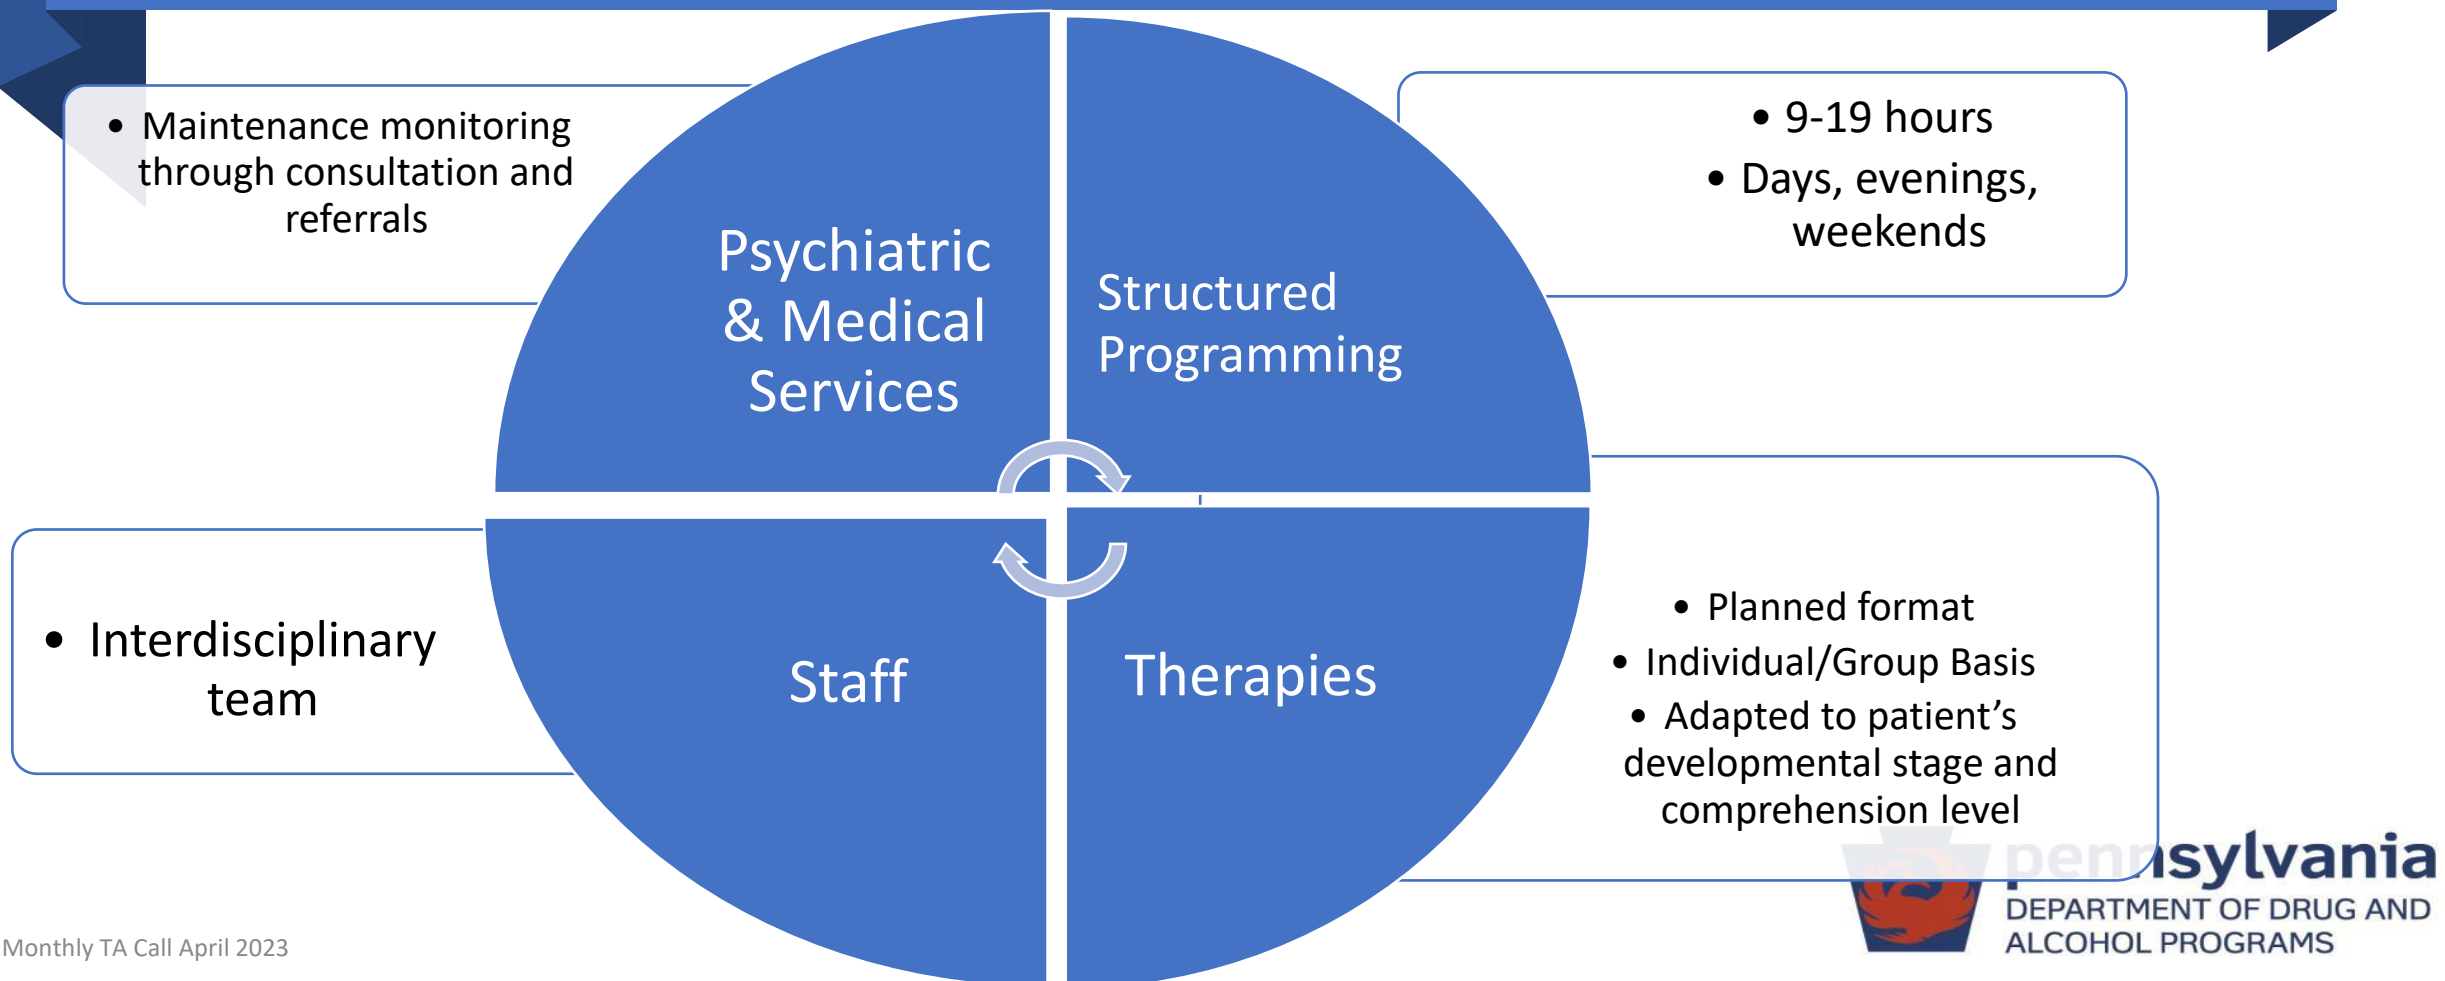 • Maintenance monitoring
through consultation and
referrals
Psychiatric
& Medical
Services
Structured
Programming
• 9-19 hours
• Days, evenings,
weekends
• Interdisciplinary
team
Staff
Therapies
• Planned format
• Individual/Group Basis
• Adapted to patient’s
developmental stage and
comprehension level
pennsylvania
DEPARTMENT OF DRUG AND
ALCOHOL PROGRAMS
Monthly TA Call April 2023